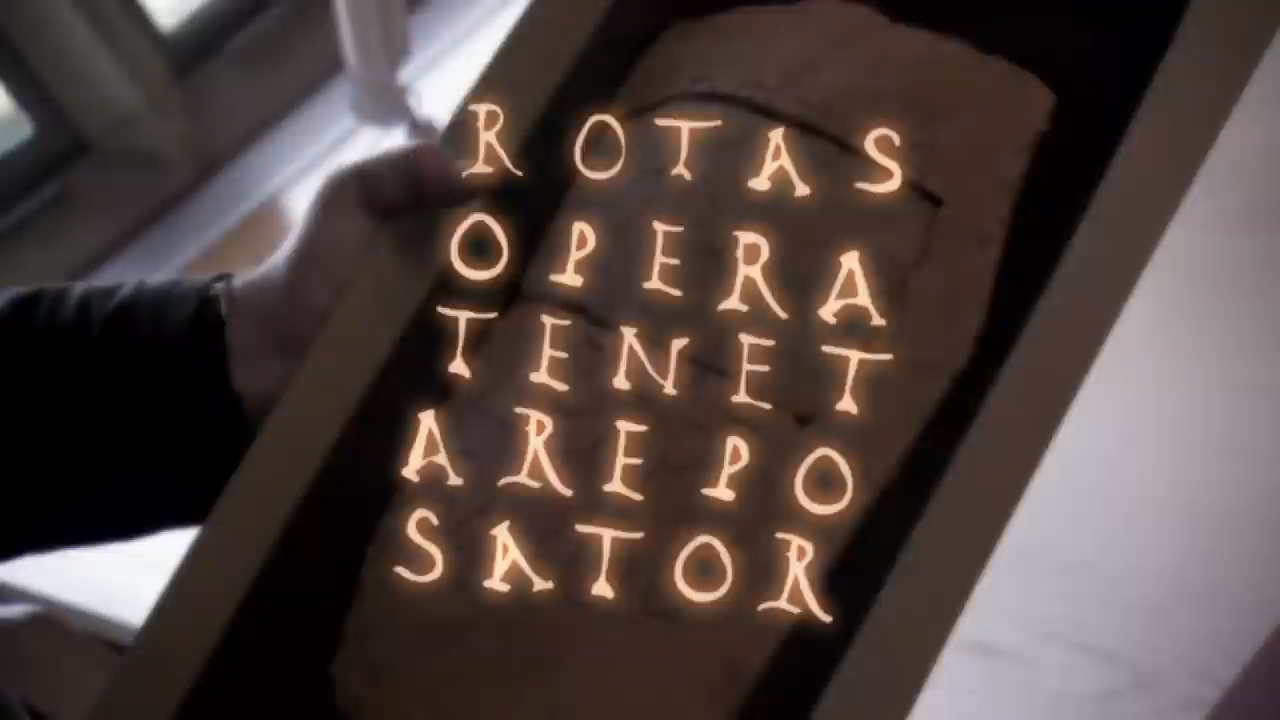 ROTAS
OPERA
TENET
AREPO
SATOR